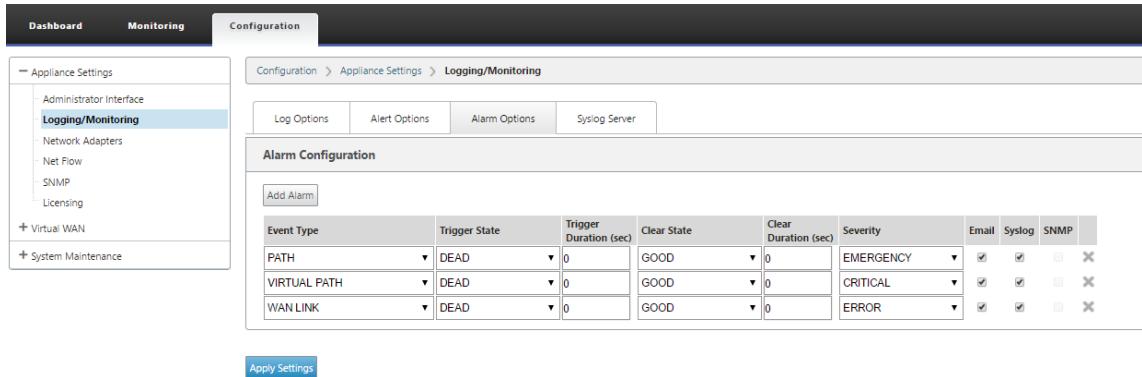 Dashboard Monitoring Configuration
Appliance Settings
Administrator Interface
Logging/Monitoring
Network Adapters
Net Flow
SNMP
Licensing
Virtual WAN
System Maintenance
Configuration > Appliance Settings > Logging/Monitoring
Log Options Alert Options Alarm Options Syslog Server
Alarm Configuration
Add Alarm
Event Type Trigger State Trigger Duration (sec) Clear State Clear Duration (sec) Severity Email Syslog SNMP
PATH DEAD 0 GOOD 0 EMERGENCY
VIRTUAL PATH DEAD 0 GOOD 0 CRITICAL
WAN LINK DEAD 0 GOOD 0 ERROR
Apply Settings